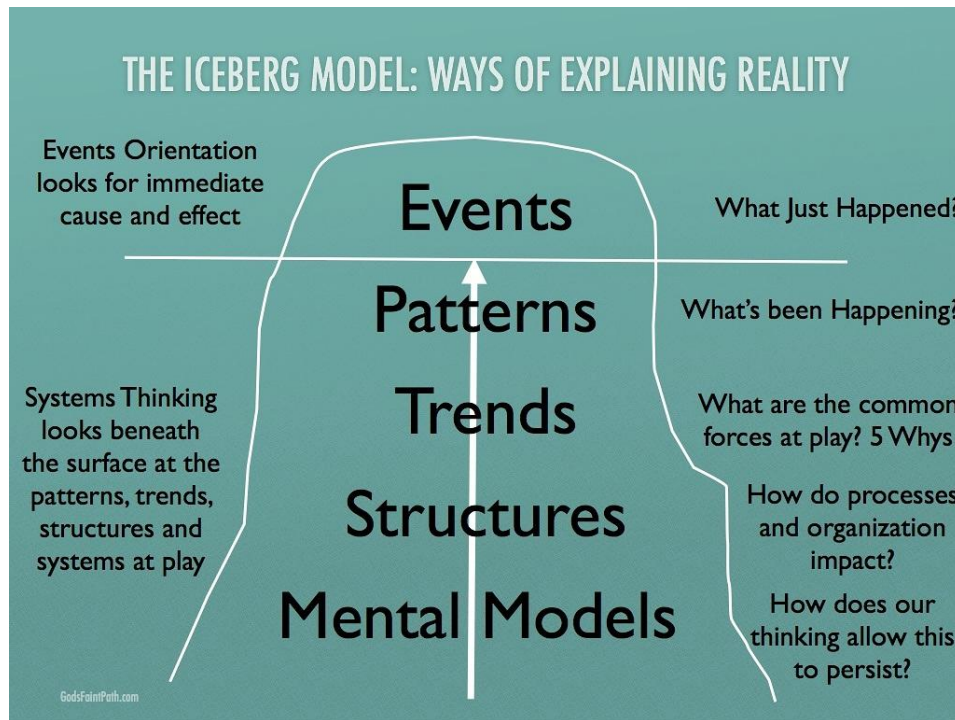 THE ICEBERG MODEL: WAYS OF EXPLAINING REALITY
Events Orientation
looks for immediate
cause and effect
Events
What Just Happened?
Patterns
What's been Happening?
Trends
What are the common
forces at play? 5 Whys
Systems Thinking
looks beneath
the surface at the
patterns, trends,
structures and
systems at play
Structures
How do processes
and organization
impact?
Mental Models
How does our
thinking allow this
to persist?
GodsFaintPath.com